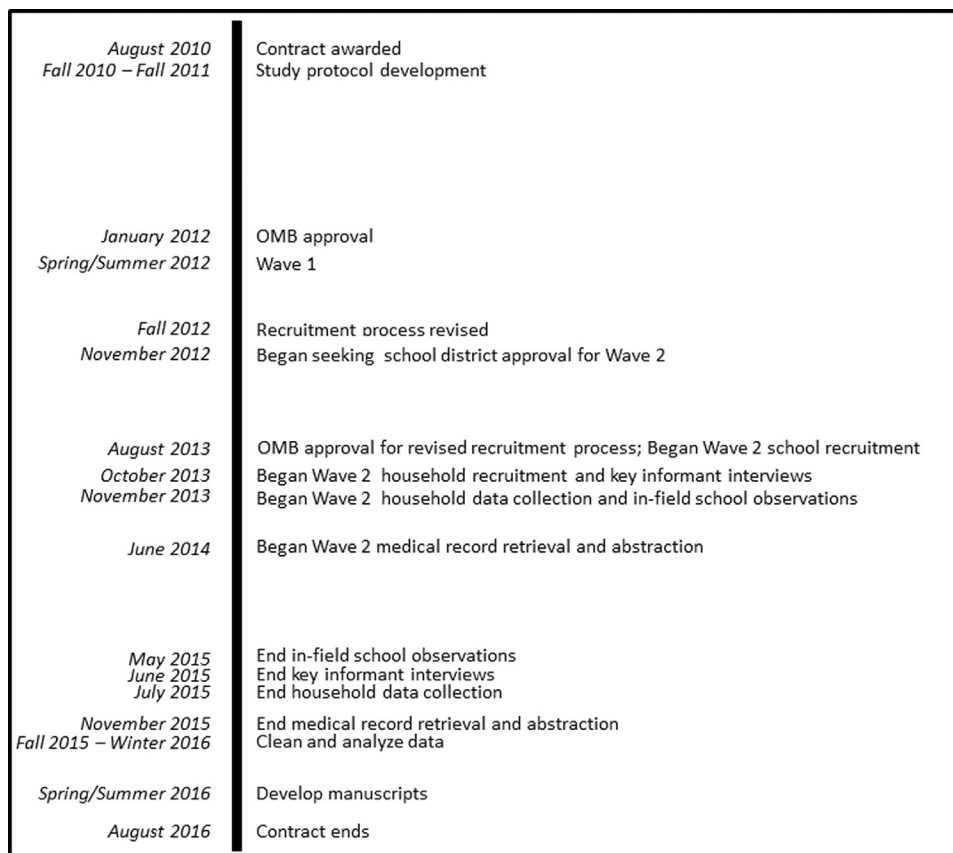 August 2010 Contract awarded
Fall 2010 – Fall 2011 Study protocol development
January 2012 OMB approval
Spring/Summer 2012 Wave 1
Fall 2012 Recruitment process revised
November 2012 Began seeking school district approval for Wave 2
August 2013 OMB approval for revised recruitment process; Began Wave 2 school recruitment
October 2013 Began Wave 2 household recruitment and key informant interviews
November 2013 Began Wave 2 household data collection and in-field school observations
June 2014 Began Wave 2 medical record retrieval and abstraction
May 2015 End in-field school observations
June 2015 End key informant interviews
July 2015 End household data collection
November 2015 End medical record retrieval and abstraction
Fall 2015 – Winter 2016 Clean and analyze data
Spring/Summer 2016 Develop manuscripts
August 2016 Contract ends